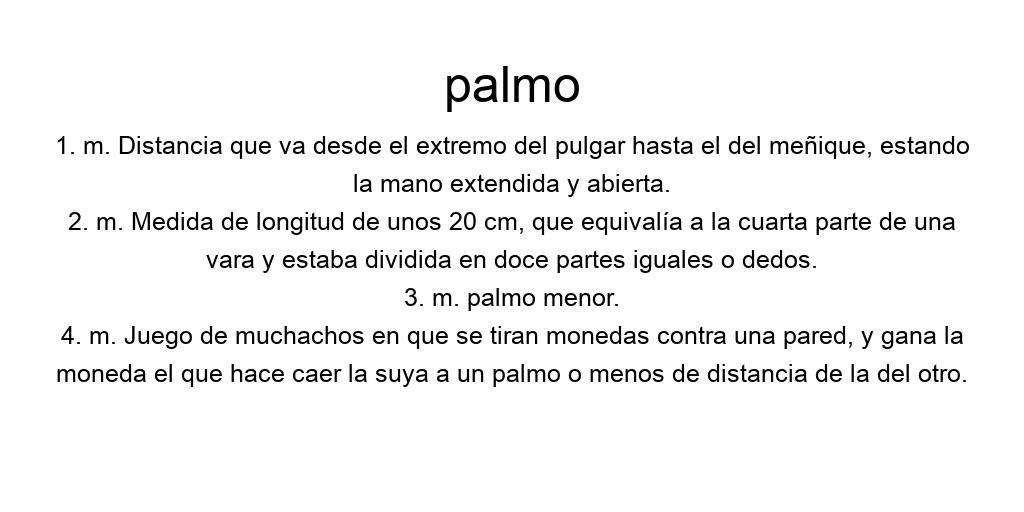 palmo
1. m. Distancia que va desde el extremo del pulgar hasta el del meñique, estando
la mano extendida y abierta.
2. m. Medida de longitud de unos 20 cm, que equivalía a la cuarta parte de una
vara y estaba dividida en doce partes iguales o dedos.
3. m. palmo menor.
4. m. Juego de muchachos en que se tiran monedas contra una pared, y gana la
moneda el que hace caer la suya a un palmo o menos de distancia de la del otro.